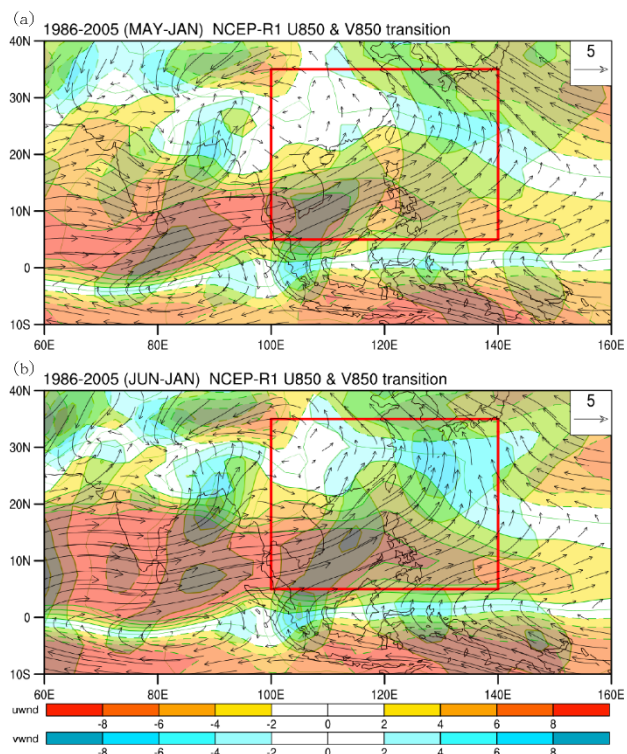 (a)
1986-2005 (MAY-JAN) NCEP-R1 U850 & V850 transition
40N
5
30N
20N
10N
0
10S
60E 80E 100E 120E 140E 160E
(b)
1986-2005 (JUN-JAN) NCEP-R1 U850 & V850 transition
40N
5
30N
20N
10N
0
10S
60E 80E 100E 120E 140E 160E
uwnd
-8 -6 -4 -2 0 2 4 6 8
vwnd
-8 -6 -4 -2 0 2 4 6 8